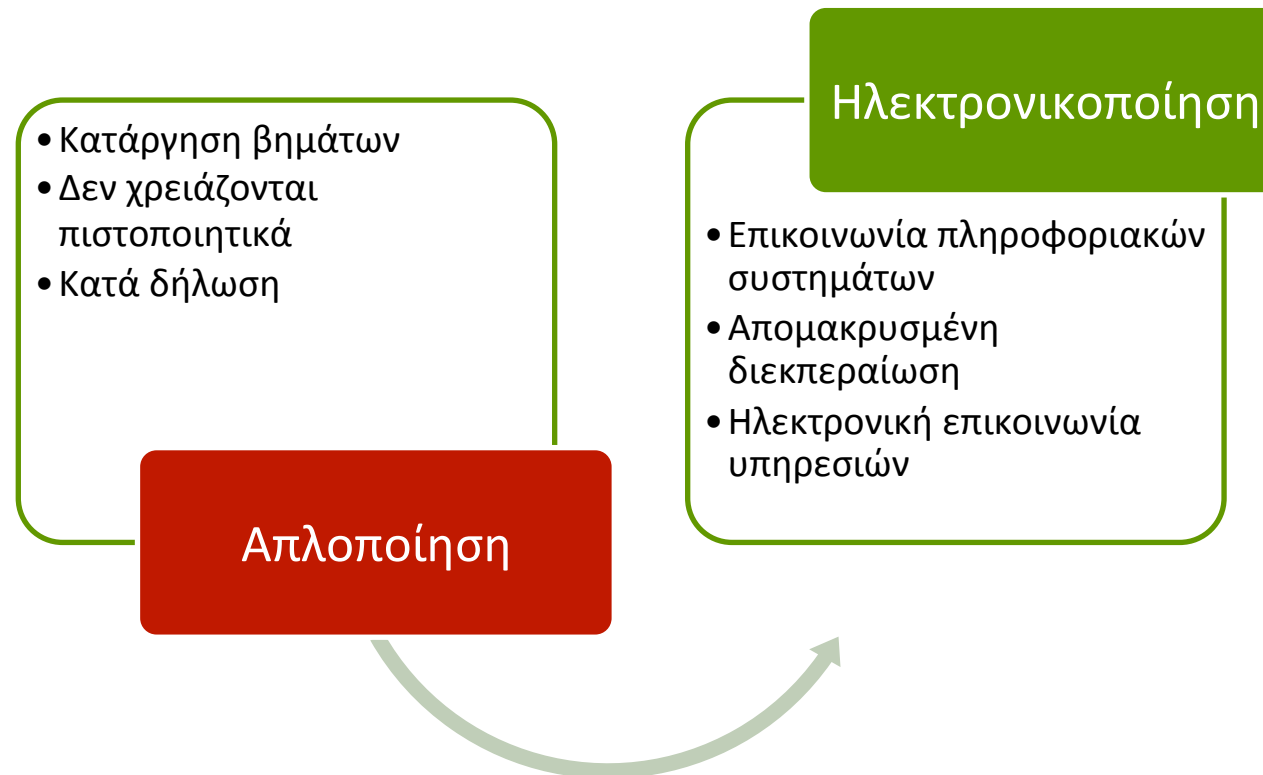 • Κατάργηση βημάτων
• Δεν χρειάζονται
πιστοποιητικά
• Κατά δήλωση
Απλοποίηση
Ηλεκτρονικοποίηση
• Επικοινωνία πληροφοριακών
συστημάτων
• Απομακρυσμένη
διεκπεραίωση
• Ηλεκτρονική επικοινωνία
υπηρεσιών